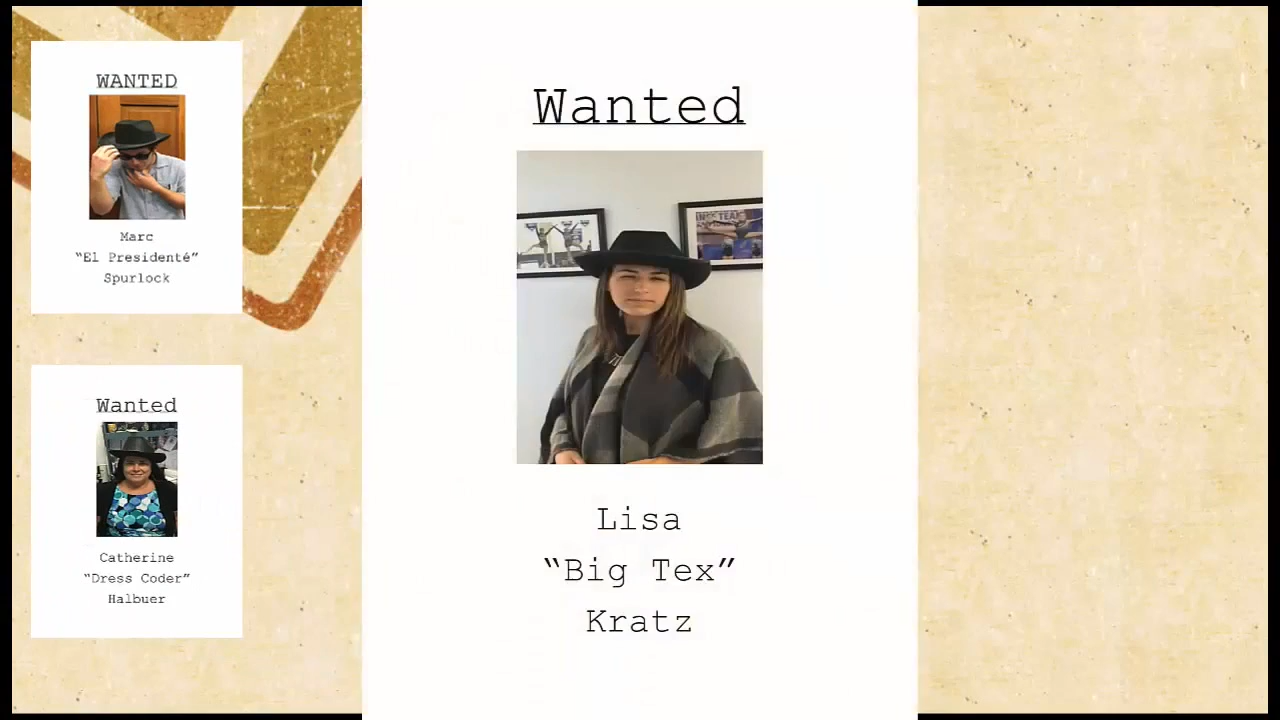 WANTED
Marc
“El Presidenté”
Spurlock
Wanted
Catherine
“Dress Coder”
Halbuer
Wanted
Lisa
“Big Tex”
Kratz